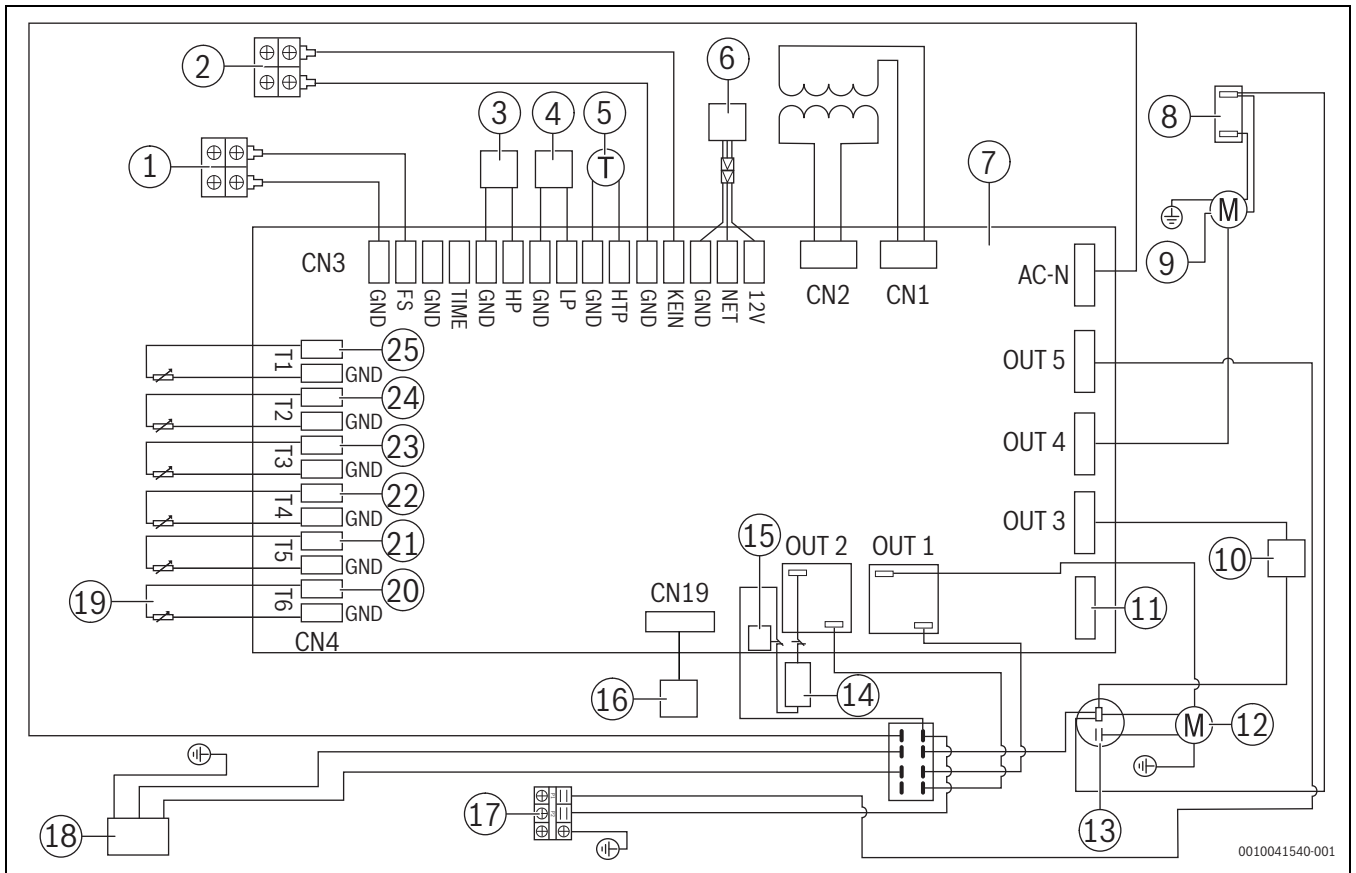 2
6
8
3
4
5
1
T
7
M
9
CN3
CN2
CN1
AC-N
GND
FS
GND
TIME
GND
HP
GND
LP
GND
HTP
GND
KEIN
GND
NET
12V
OUT 5
T1
25
GND
T2
24
GND
OUT 4
T3
23
GND
T4
22
GND
OUT 3
15
OUT 2
OUT 1
T5
21
GND
10
19
T6
20
GND
CN19
11
CN4
16
14
M
12
17
13
18
0010041540-001